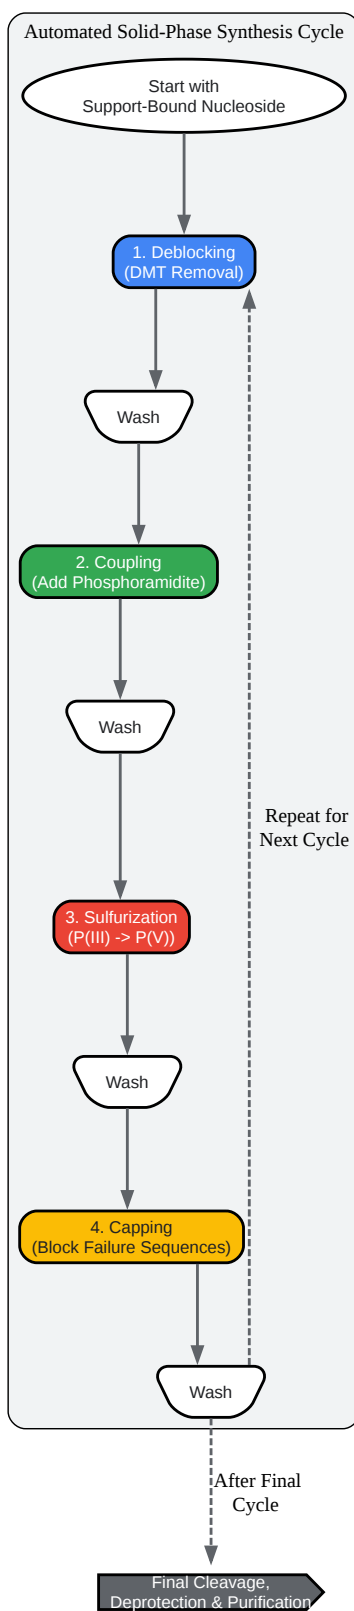 Automated Solid-Phase Synthesis Cycle
Start with
Support-Bound Nucleoside
1. Deblocking
(DMT Removal)
Wash
2. Coupling
(Add Phosphoramidite)
Wash
Repeat for
Next Cycle
3. Sulfurization
(P(III) -> P(V))
Wash
4. Capping
(Block Failure Sequences)
Wash
After Final
Cycle
Final Cleavage,
Deprotection & Purification